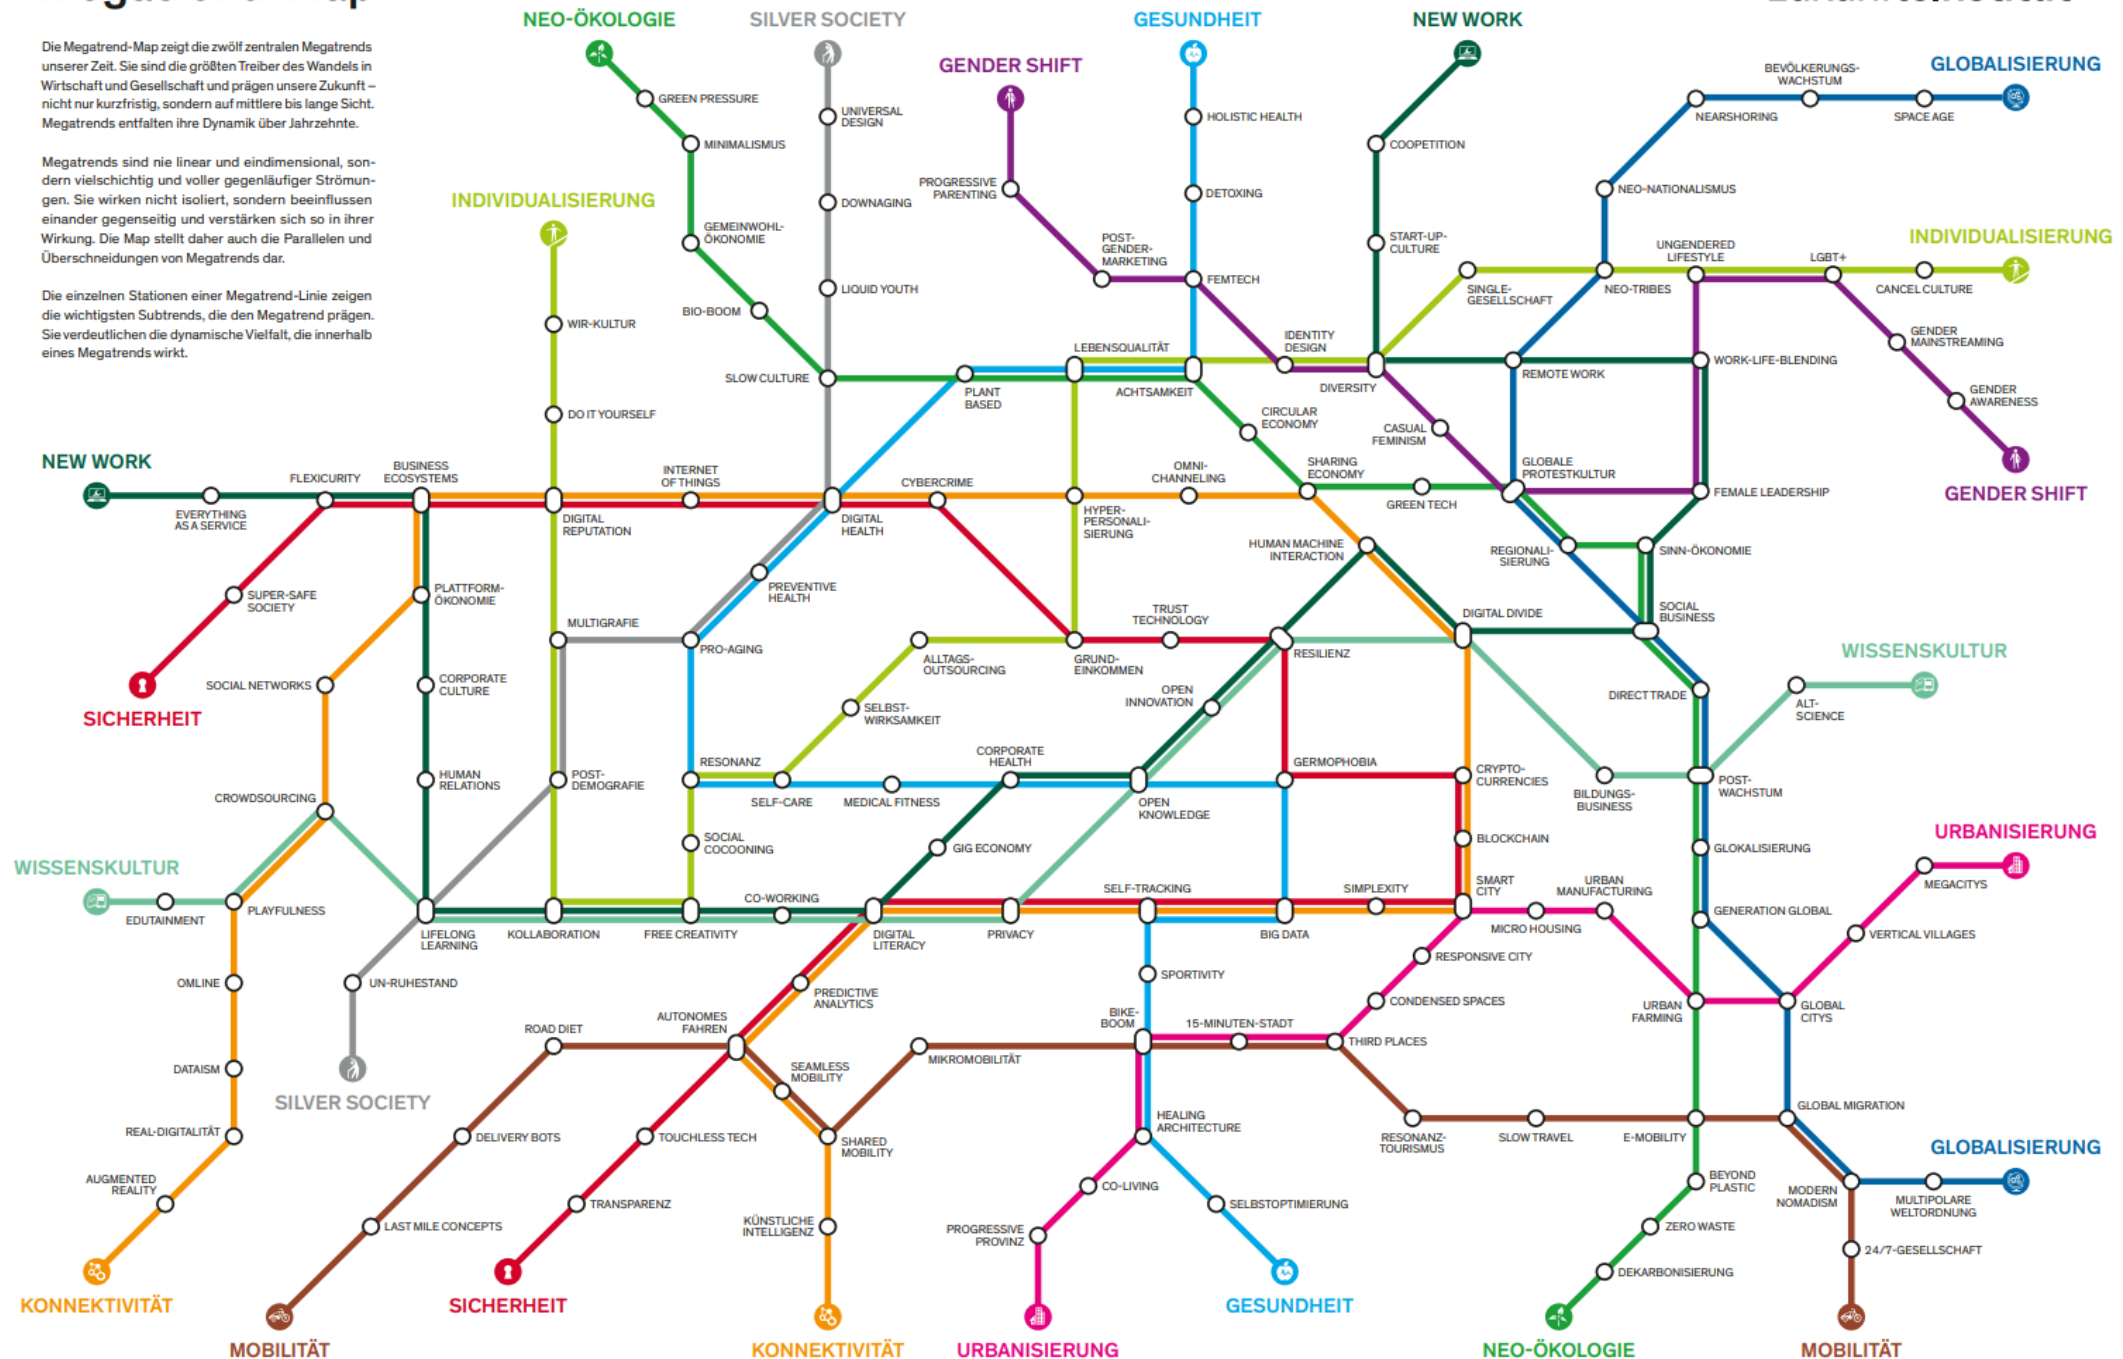 Megatrend-Map
Die Megatrend-Map zeigt die zwölf zentralen Megatrends
unserer Zeit. Sie sind die größten Treiber des Wandels in
Wirtschaft und Gesellschaft und prägen unsere Zukunft –
nicht nur kurzfristig, sondern auf mittlere bis lange Sicht.
Megatrends entfalten ihre Dynamik über Jahrzehnte.
Megatrends sind nie linear und eindimensional, son-
dern vielschichtig und voller gegenläufiger Strömun-
gen. Sie wirken nicht isoliert, sondern beeinflussen
einander gegenseitig und verstärken sich so in ihrer
Wirkung. Die Map stellt daher auch die Parallelen und
Überschneidungen von Megatrends dar.
Die einzelnen Stationen einer Megatrend-Linie zeigen
die wichtigsten Subtrends, die den Megatrend prägen.
Sie verdeutlichen die dynamische Vielfalt, die innerhalb
eines Megatrends wirkt.
NEO-ÖKOLOGIE
SILVER SOCIETY
GESUNDHEIT
NEW WORK
GENDER SHIFT
GLOBALISIERUNG
BEVÖLKERUNGS-
WACHSTUM
GREEN PRESSURE
UNIVERSAL
DESIGN
HOLISTIC HEALTH
NEARSHORING
SPACE AGE
MINIMALISMUS
COOPETITION
PROGRESSIVE
PARENTING
DETOXING
NEO-NATIONALISMUS
INDIVIDUALISIERUNG
DOWNAGING
GEMEINWOHL-
ÖKONOMIE
POST-
GENDER-
MARKETING
START-UP-
CULTURE
UNGENDERED
LIFESTYLE
LGBT+
INDIVIDUALISIERUNG
LIQUID YOUTH
FEMTECH
SINGLE-
GESELLSCHAFT
NEO-TRIBES
CANCEL CULTURE
BIO-BOOM
WIR-KULTUR
IDENTITY
DESIGN
GENDER
MAINSTREAMING
LEBENSQUALITÄT
SLOW CULTURE
PLANT
BASED
ACHTSAMKEIT
DIVERSITY
REMOTE WORK
WORK-LIFE-BLENDING
DO IT YOURSELF
CIRCULAR
ECONOMY
CASUAL
FEMINISM
GENDER
AWARENESS
NEW WORK
FLEXICURITY
BUSINESS
ECOSYSTEMS
INTERNET
OF THINGS
CYBERCRIME
OMNI-
CHANNELING
SHARING
ECONOMY
GLOBALE
PROTESTKULTUR
GENDER SHIFT
EVERYTHING
AS A SERVICE
DIGITAL
REPUTATION
DIGITAL
HEALTH
HYPER-
PERSONALI-
SIERUNG
GREEN TECH
FEMALE LEADERSHIP
HUMAN MACHINE
INTERACTION
REGIONALI-
SIERUNG
SINN-ÖKONOMIE
SUPER-SAFE
SOCIETY
PLATTFORM-
ÖKONOMIE
PREVENTIVE
HEALTH
MULTIGRAFIE
TRUST
TECHNOLOGY
DIGITAL DIVIDE
SOCIAL
BUSINESS
PRO-AGING
ALLTAGS-
OUTSOURCING
GRUND-
EINKOMMEN
RESILIENZ
WISSENSKULTUR
SOCIAL NETWORKS
CORPORATE
CULTURE
SELBST-
WIRKSAMKEIT
OPEN
INNOVATION
DIRECT TRADE
ALT-
SCIENCE
SICHERHEIT
CROWDSOURCING
HUMAN
RELATIONS
POST-
DEMOGRAFIE
RESONANZ
SELF-CARE
MEDICAL FITNESS
CORPORATE
HEALTH
OPEN
KNOWLEDGE
GERMOPHOBIA
CRYPTO-
CURRENCIES
BILDUNGS-
BUSINESS
POST-
WACHSTUM
SOCIAL
COCOONING
GIG ECONOMY
BLOCKCHAIN
GLOKALISIERUNG
URBANISIERUNG
WISSENSKULTUR
CO-WORKING
SELF-TRACKING
SIMPLEXITY
SMART
CITY
URBAN
MANUFACTURING
MEGACITYS
EDUTAINMENT
PLAYFULNESS
LIFELONG
LEARNING
KOLLABORATION
FREE CREATIVITY
DIGITAL
LITERACY
PRIVACY
BIG DATA
MICRO HOUSING
GENERATION GLOBAL
VERTICAL VILLAGES
OMLINE
UN-RUHESTAND
PREDICTIVE
ANALYTICS
SPORTIVITY
RESPONSIVE CITY
CONDENSED SPACES
URBAN
FARMING
GLOBAL
CITYS
ROAD DIET
AUTONOMES
FAHREN
BIKE-
BOOM
15-MINUTEN-STADT
THIRD PLACES
DATAISM
SEAMLESS
MOBILITY
MIKROMOBILITÄT
SILVER SOCIETY
REAL-DIGITALITÄT
DELIVERY BOTS
TOUCHLESS TECH
SHARED
MOBILITY
HEALING
ARCHITECTURE
RESONANZ-
TOURISMUS
SLOW TRAVEL
E-MOBILITY
GLOBAL MIGRATION
GLOBALISIERUNG
AUGMENTED
REALITY
TRANSPARENZ
CO-LIVING
SELBSTOPTIMIERUNG
BEYOND
PLASTIC
MODERN
NOMADISM
MULTIPOLARE
WELTORDNUNG
LAST MILE CONCEPTS
KÜNSTLICHE
INTELLIGENZ
PROGRESSIVE
PROVINZ
ZERO WASTE
24/7-GESELLSCHAFT
DEKARBONISIERUNG
KONNEKTIVITÄT
SICHERHEIT
GESUNDHEIT
MOBILITÄT
KONNEKTIVITÄT
URBANISIERUNG
NEO-ÖKOLOGIE
MOBILITÄT